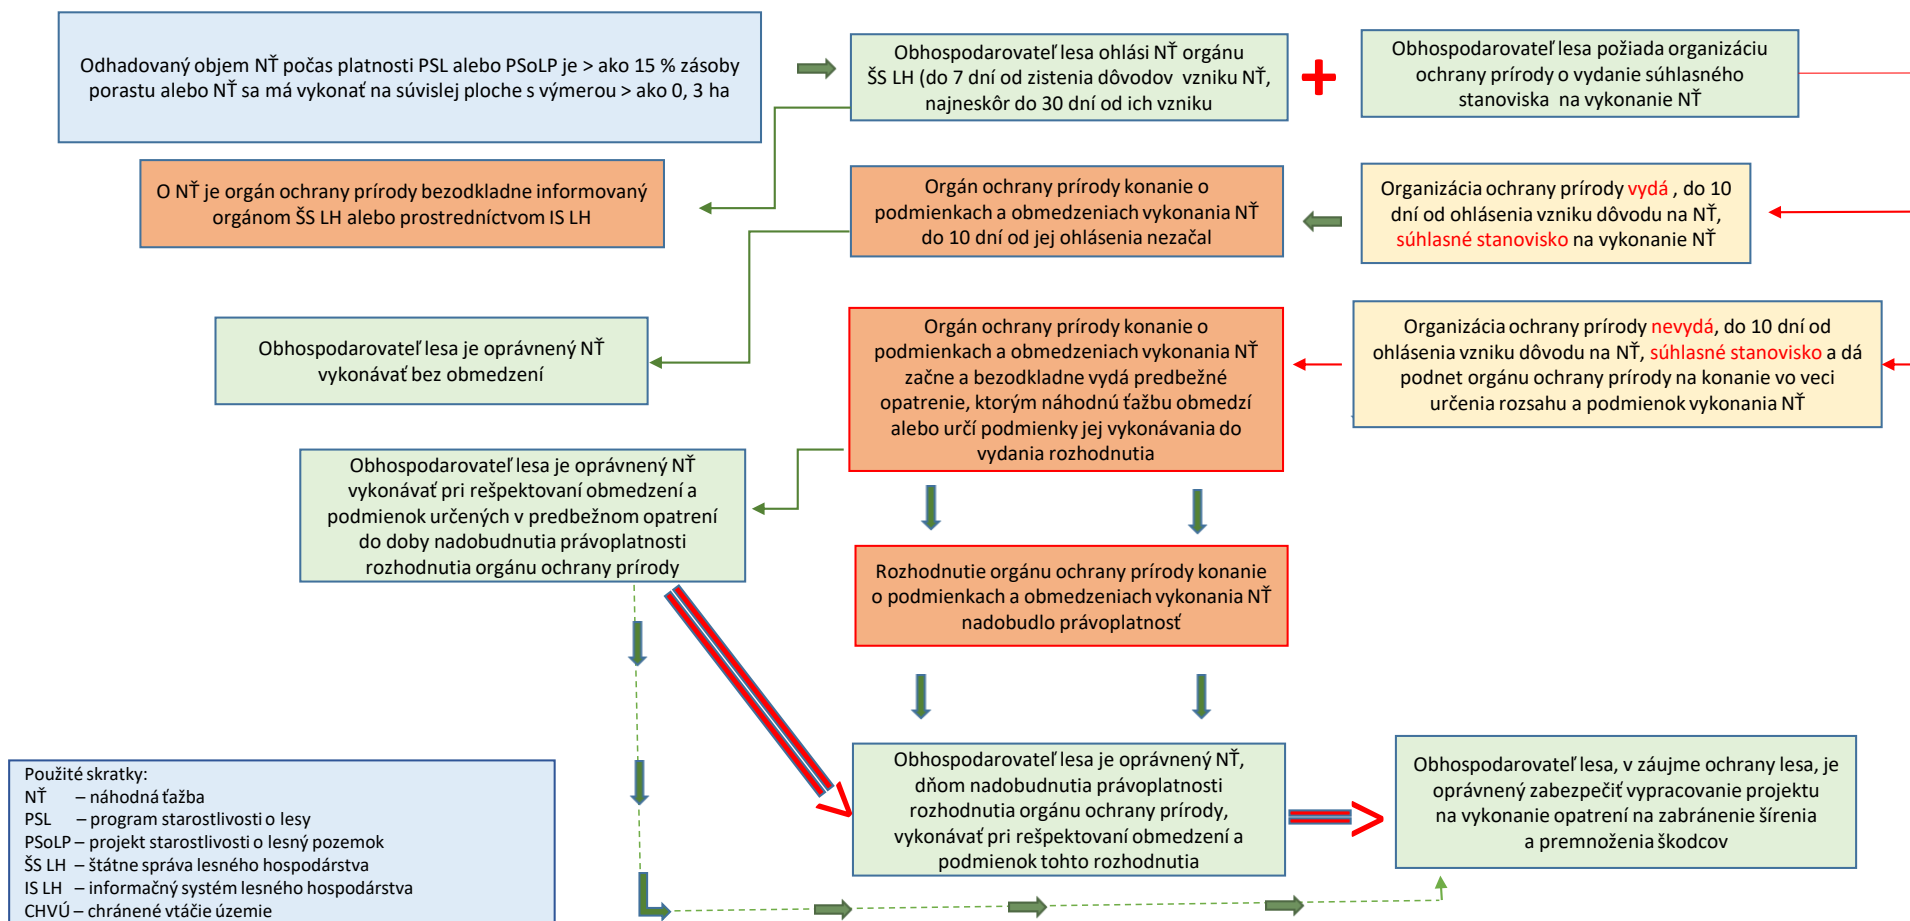 Odhadovaný objem NŤ počas platnosti PSL alebo PSoLP je > ako 15 % zásoby
porastu alebo NŤ sa má vykonať na súvislej ploche s výmerou > ako 0, 3 ha
Obhospodarovateľ lesa ohlási NŤ orgánu
ŠS LH (do 7 dní od zistenia dôvodov vzniku NŤ,
najneskôr do 30 dní od ich vzniku
+
Obhospodarovateľ lesa požiada organizáciu
ochrany prírody o vydanie súhlasného
stanoviska na vykonanie NŤ
O NŤ je orgán ochrany prírody bezodkladne informovaný
orgánom ŠS LH alebo prostredníctvom IS LH
Orgán ochrany prírody konanie o
podmienkach a obmedzeniach vykonania NŤ
do 10 dní od jej ohlásenia nezačal
Organizácia ochrany prírody vydá , do 10
dní od ohlásenia vzniku dôvodu na NŤ,
súhlasné stanovisko na vykonanie NŤ
Obhospodarovateľ lesa je oprávnený NŤ
vykonávať bez obmedzení
Orgán ochrany prírody konanie o
podmienkach a obmedzeniach vykonania NŤ
začne a bezodkladne vydá predbežné
opatrenie, ktorým náhodnú ťažbu obmedzí
alebo určí podmienky jej vykonávania do
vydania rozhodnutia
Organizácia ochrany prírody nevydá, do 10 dní od
ohlásenia vzniku dôvodu na NŤ, súhlasné stanovisko a dá
podnet orgánu ochrany prírody na konanie vo veci
určenia rozsahu a podmienok vykonania NŤ
Obhospodarovateľ lesa je oprávnený NŤ
vykonávať pri rešpektovaní obmedzení a
podmienok určených v predbežnom opatrení
do doby nadobudnutia právoplatnosti
rozhodnutia orgánu ochrany prírody
Rozhodnutie orgánu ochrany prírody konanie
o podmienkach a obmedzeniach vykonania NŤ
nadobudlo právoplatnosť
Obhospodarovateľ lesa je oprávnený NŤ,
dňom nadobudnutia právoplatnosti
rozhodnutia orgánu ochrany prírody,
vykonávať pri rešpektovaní obmedzení a
podmienok tohto rozhodnutia
Obhospodarovateľ lesa, v záujme ochrany lesa, je
oprávnený zabezpečiť vypracovanie projektu
na vykonanie opatrení na zabránenie šírenia
a premnoženia škodcov
Použité skratky:
NŤ – náhodná ťažba
PSL – program starostlivosti o lesy
PSoLP – projekt starostlivosti o lesný pozemok
ŠS LH – štátne správa lesného hospodárstva
IS LH – informačný systém lesného hospodárstva
CHVÚ – chránené vtáčie územie